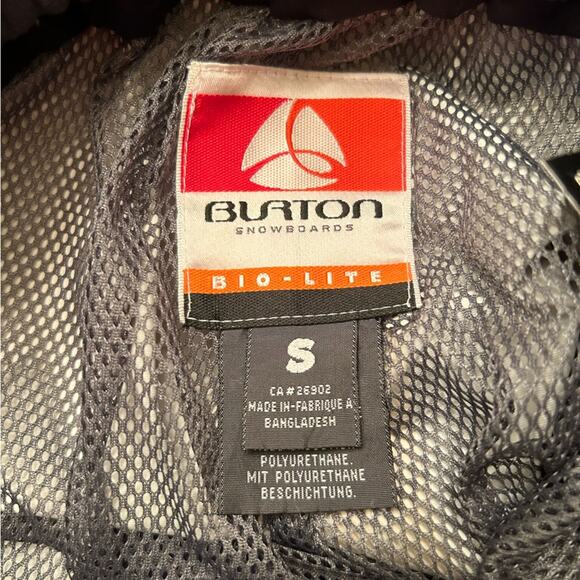 BURTON
SNOWBOARDS
BIO-LITE
S
CA#26902
MADE IN-FABRIQUE A
BANGLADESH
POLYURETHANE.
MIT POLYURETHANE
BESCHICHTUNG.